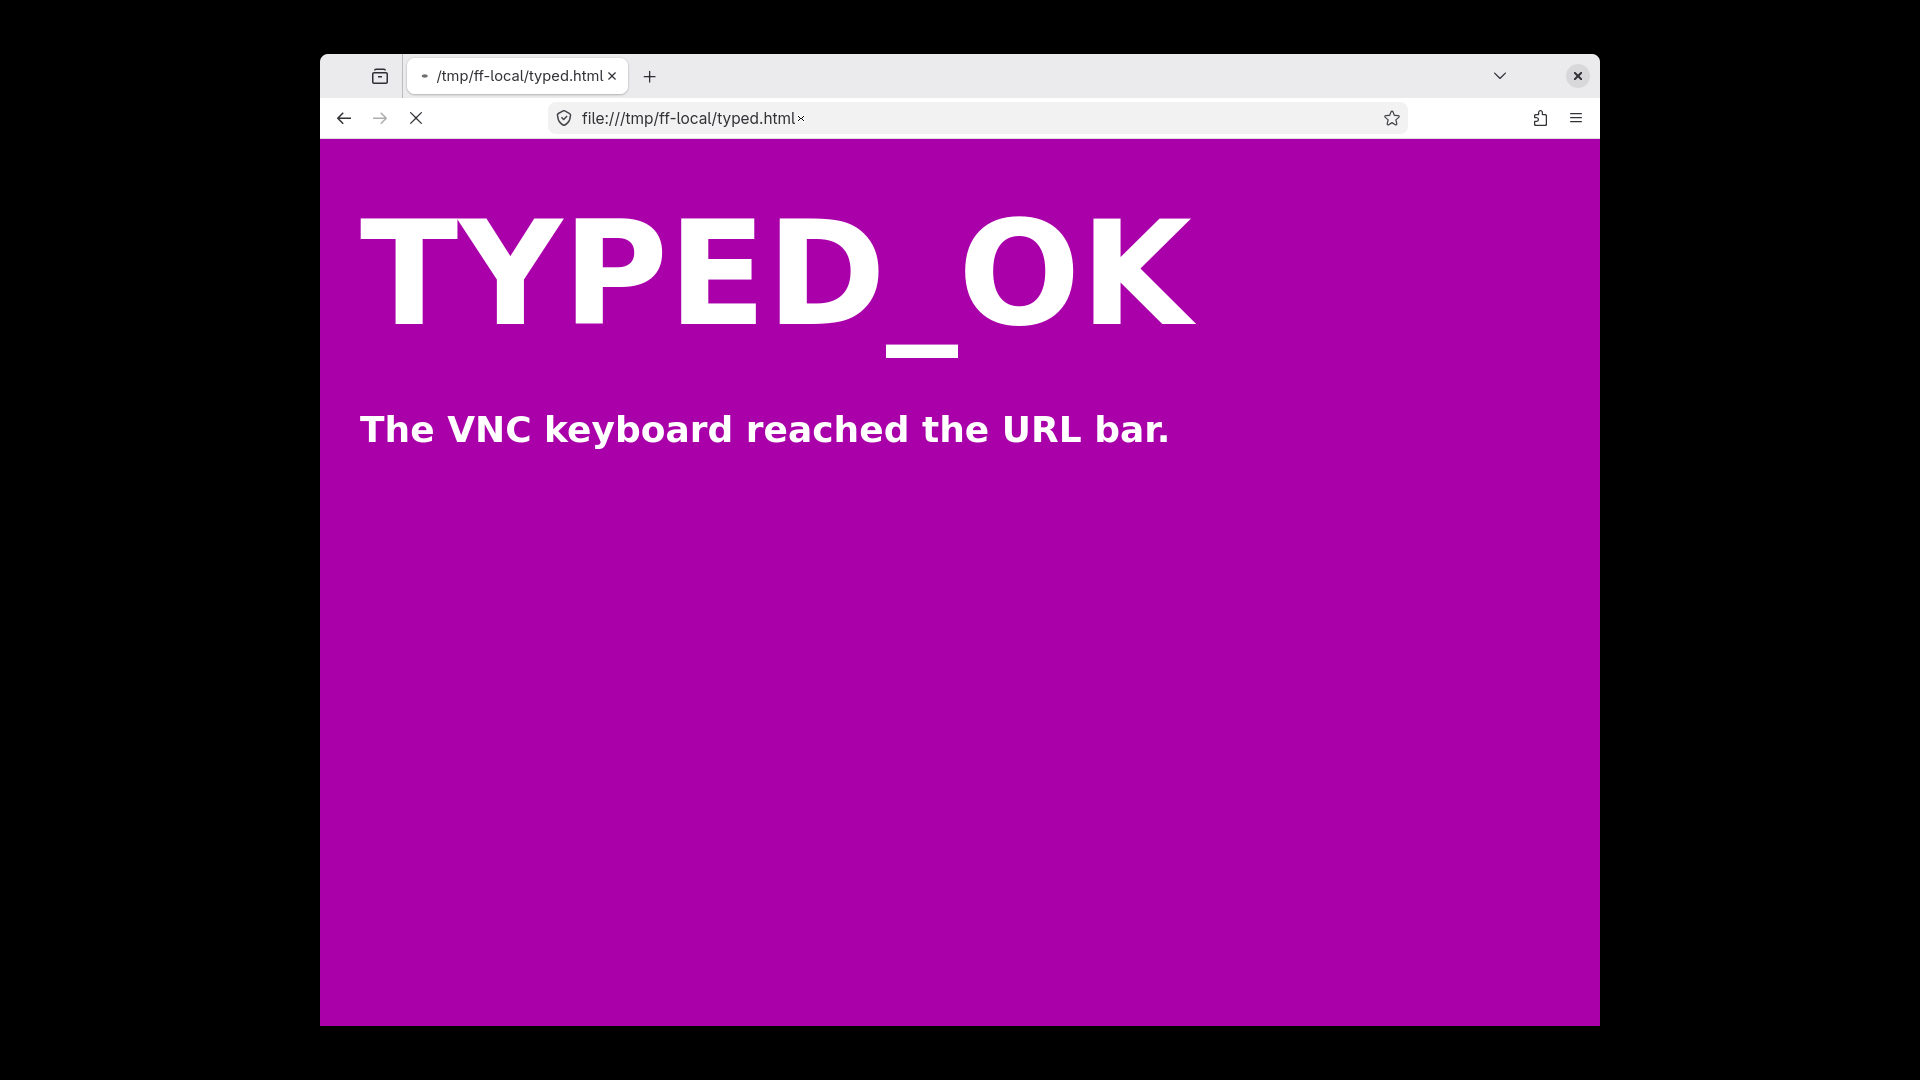 /tmp/ff-local/typed.html
file:///tmp/ff-local/typed.html
TYPED_OK
The VNC keyboard reached the URL bar.